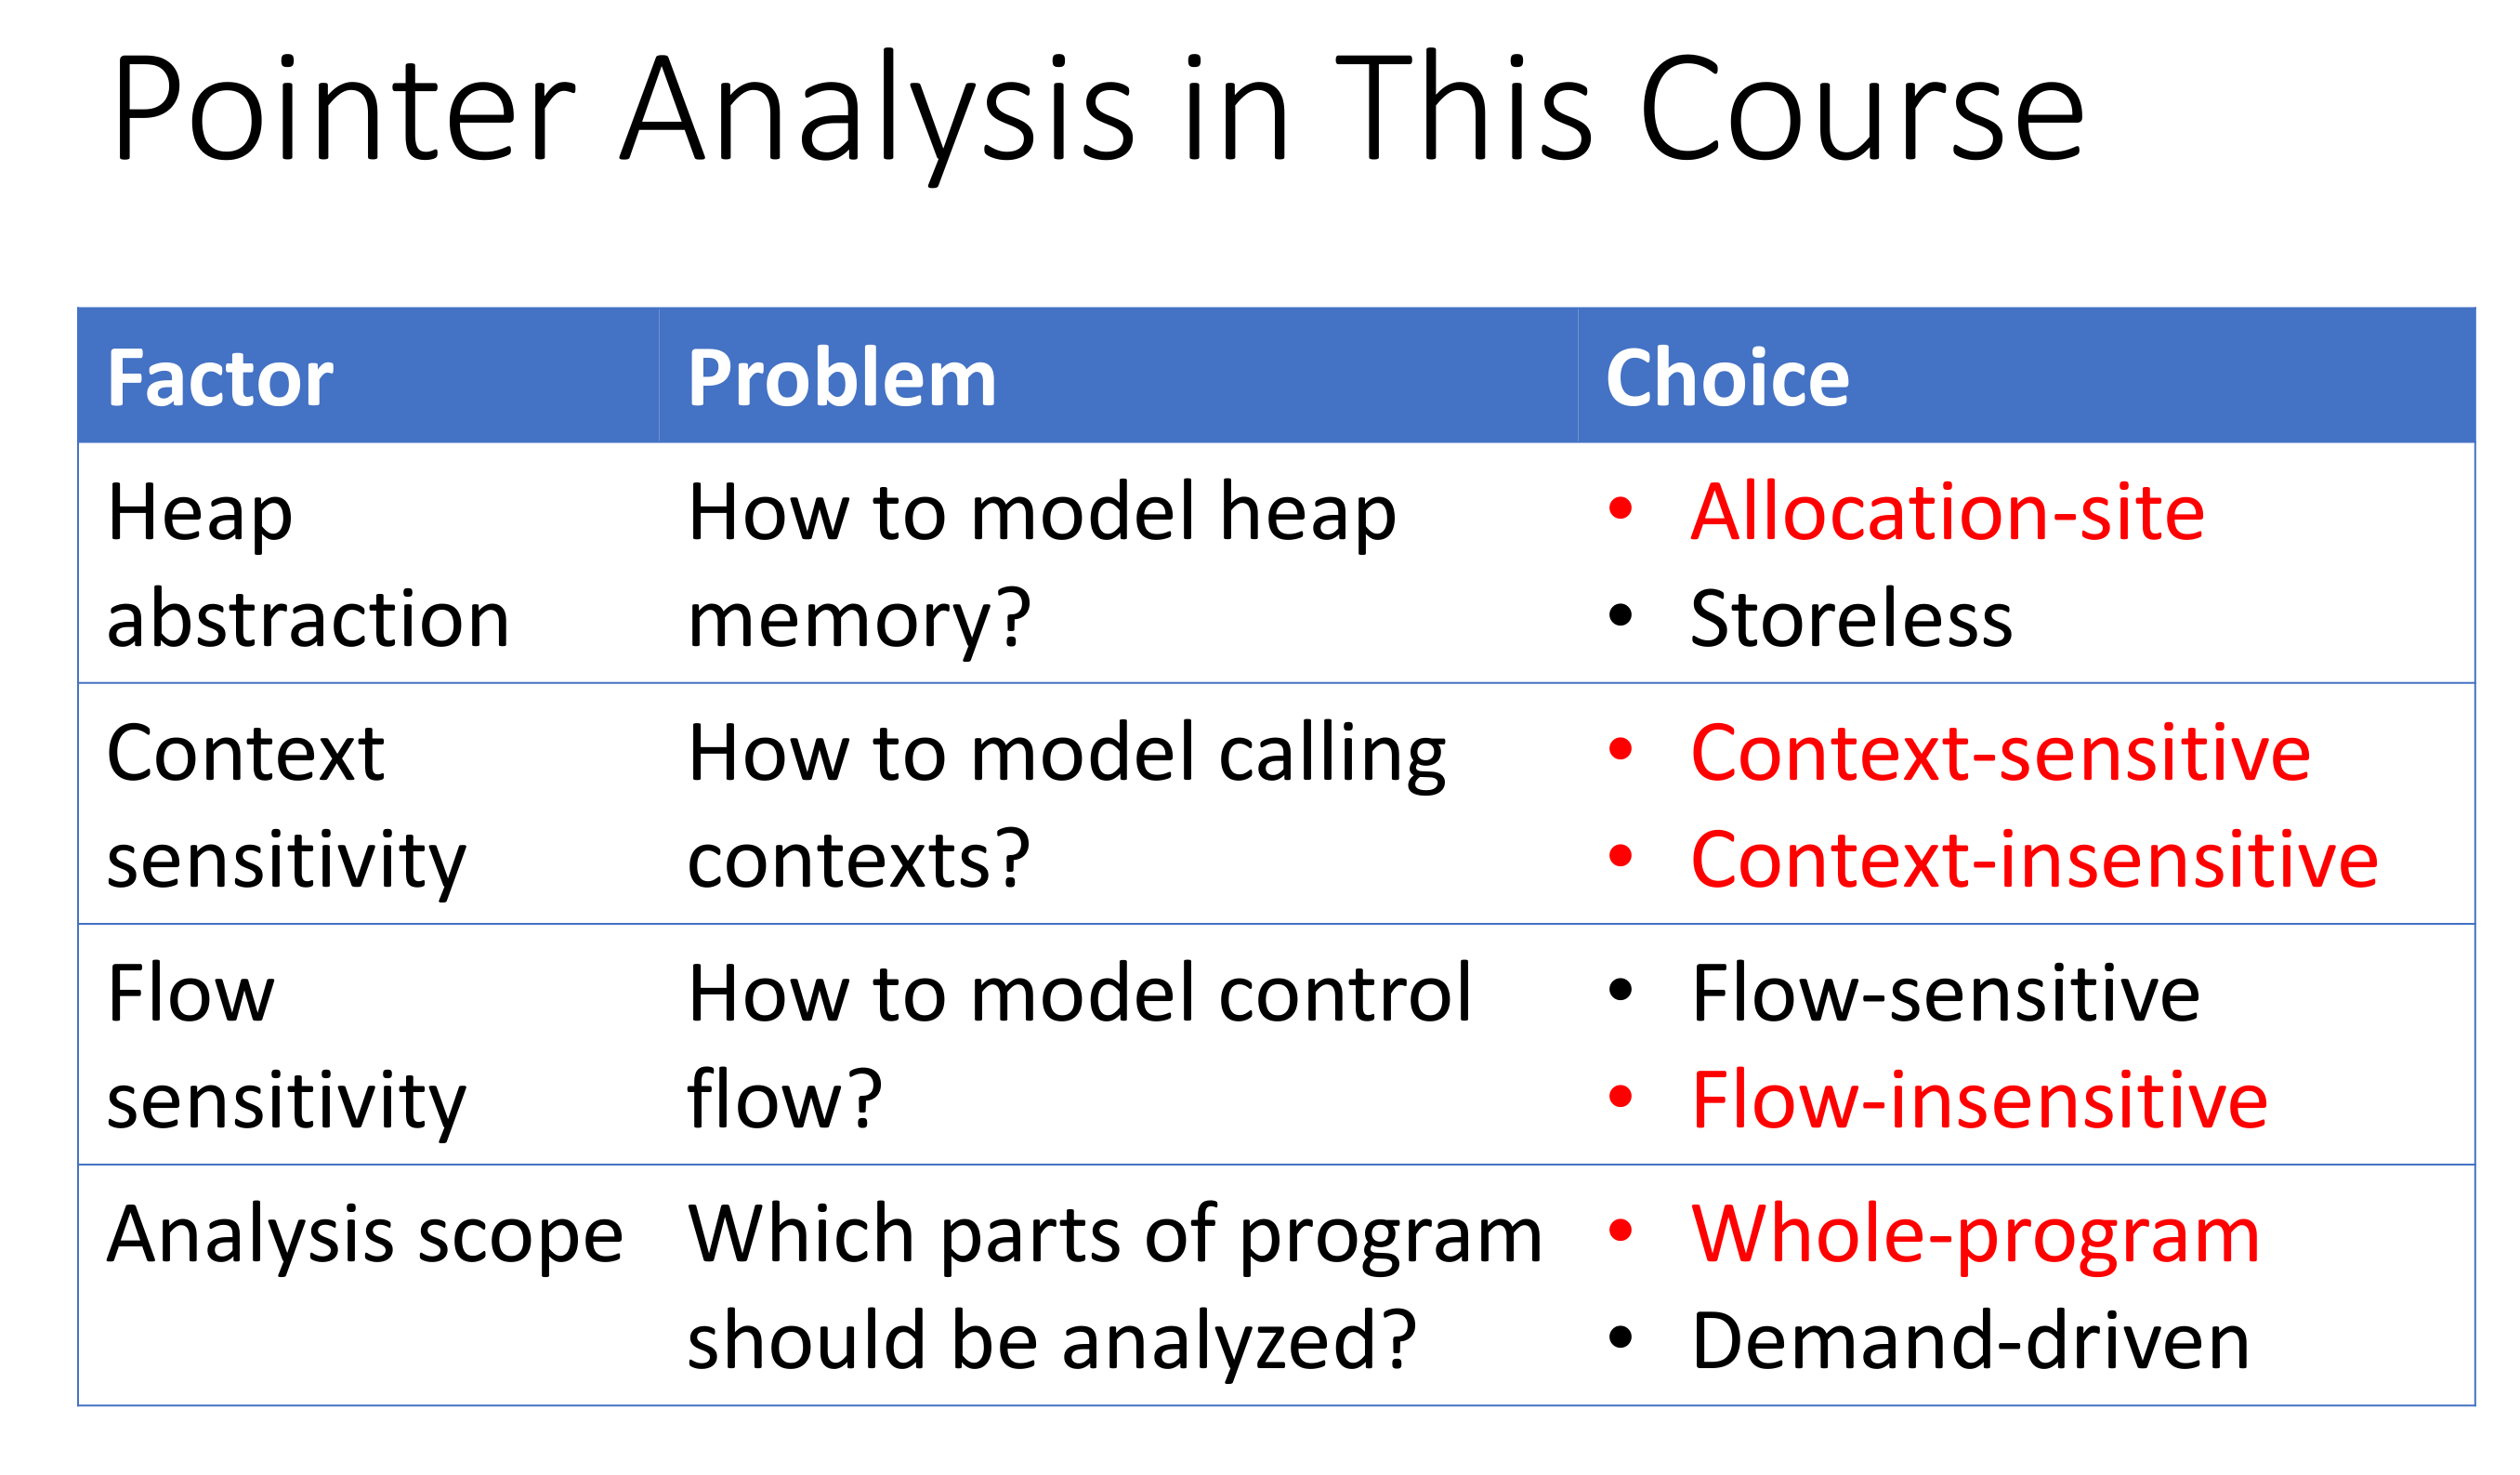 Pointer Analysis in This Course
Factor
Problem
Choice
Heap
abstraction
How to model heap
memory?
• Allocation-site
• Storeless
Context
sensitivity
How to model calling
contexts?
• Context-sensitive
• Context-insensitive
Flow
sensitivity
How to model control
flow?
• Flow-sensitive
• Flow-insensitive
Analysis scope
Which parts of program
should be analyzed?
• Whole-program
• Demand-driven